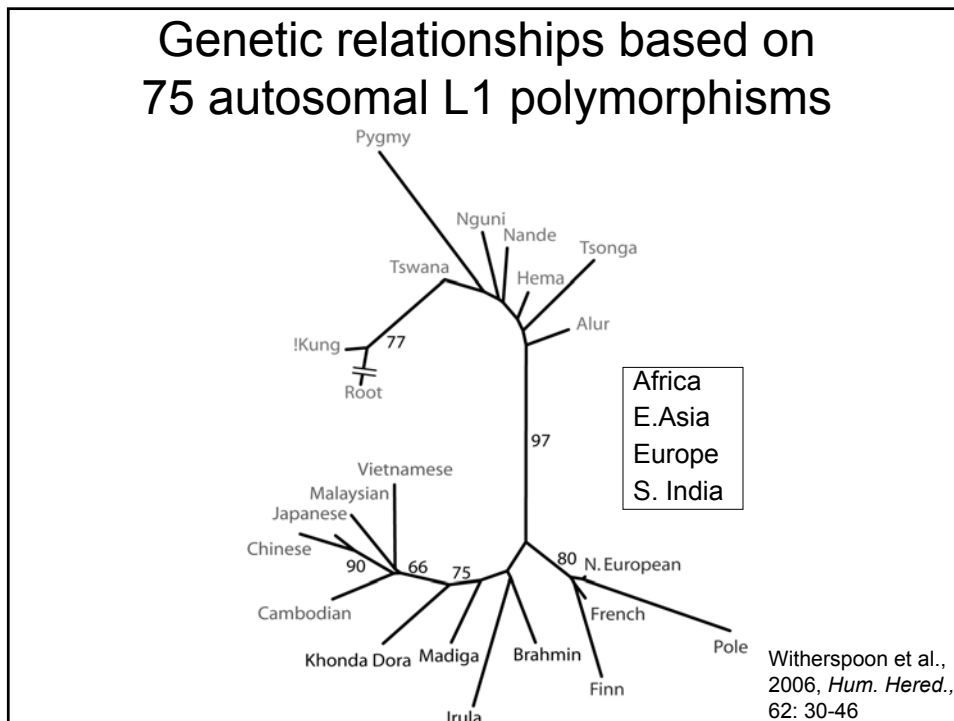 Genetic relationships based on
75 autosomal L1 polymorphisms
Pygmy
Nguni
Nande
Tsonga
Tswana
Hema
Alur
!Kung
77
Root
Africa
E.Asia
Europe
S. India
97
Vietnamese
Malaysian
Japanese
Chinese
90
66
75
80
N. European
French
Cambodian
Pole
Khonda Dora
Madiga
Brahmin
Finn
Irula
Witherspoon et al.,
2006, Hum. Hered.,
62: 30-46